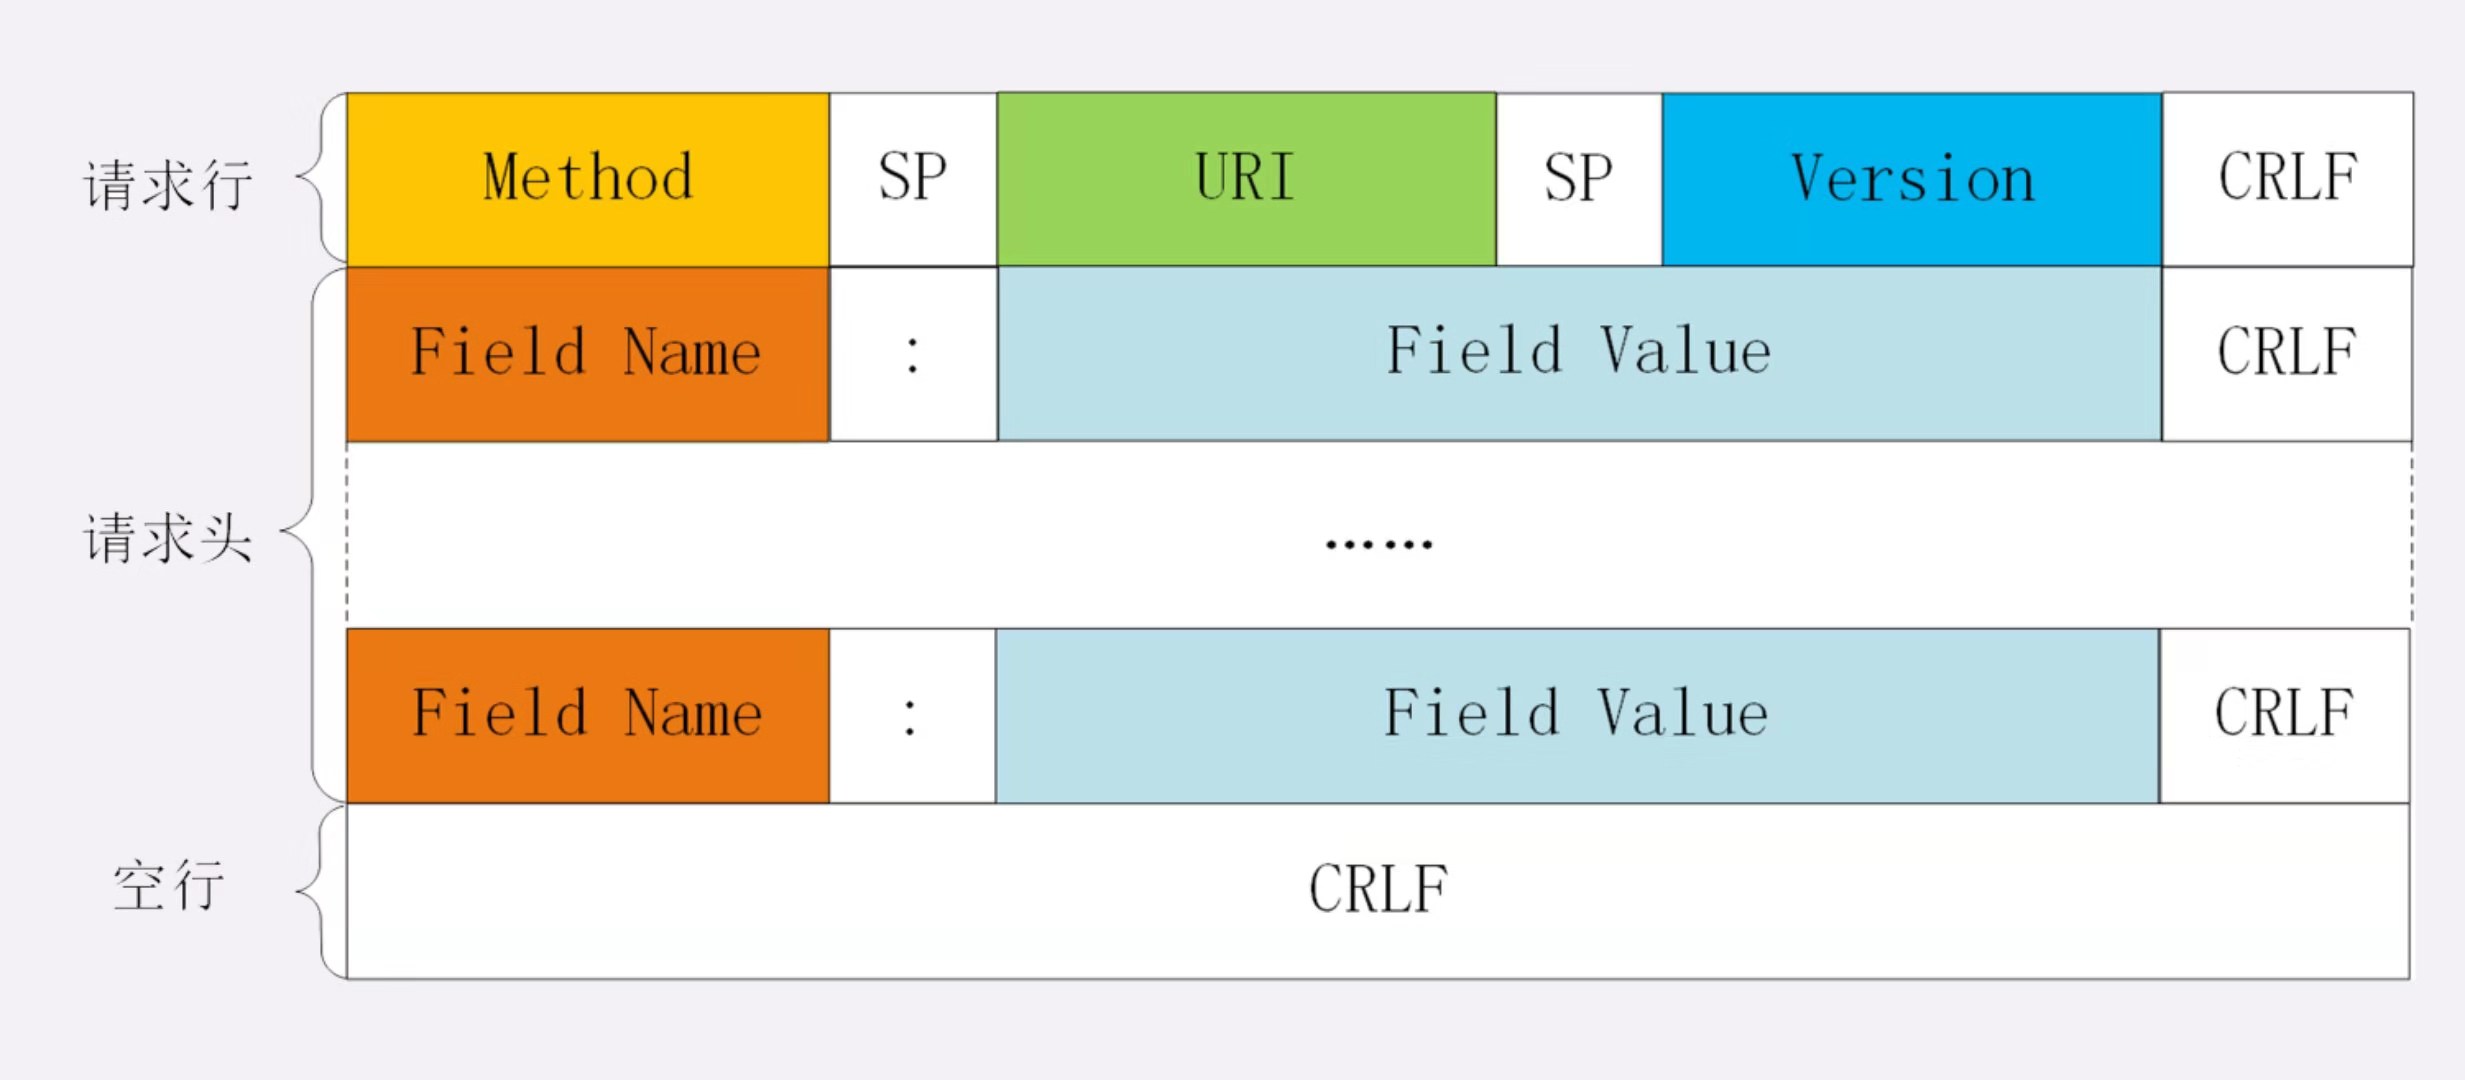 请求行 Method SP URI SP Version CRLF
Field Name : Field Value CRLF
请求头 ……
Field Name : Field Value CRLF
空行 CRLF